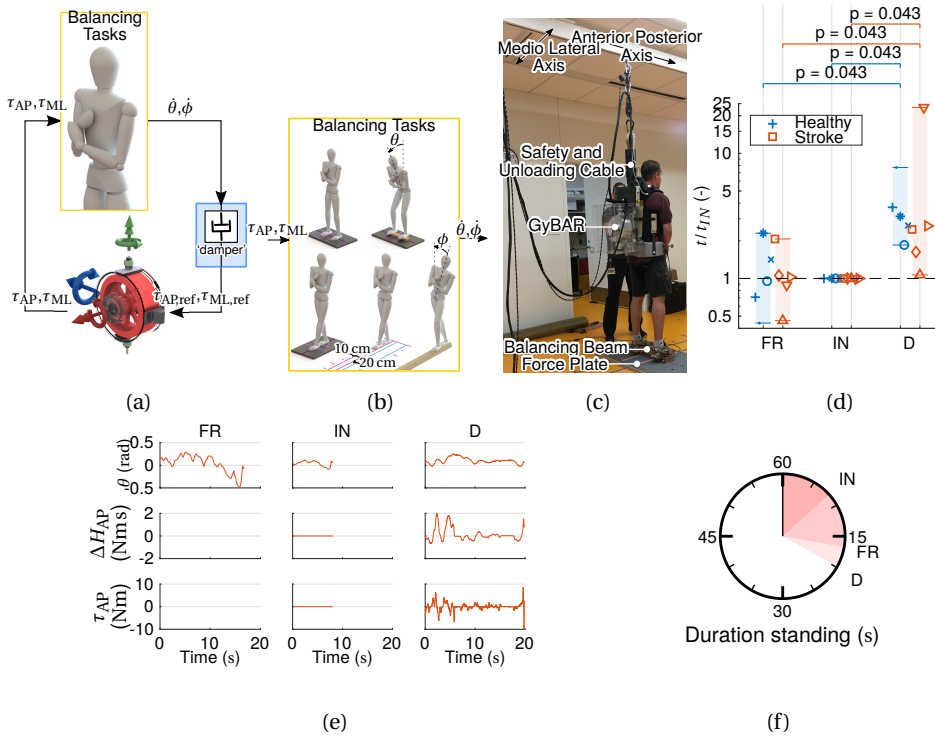 Balancing
Tasks
τAP,τML
θ̇,ϕ̇
'damper'
τAP,τML
τAP,ref,τML,ref
(a)
Balancing Tasks
θ
τAP,τML
θ̇,ϕ̇
ϕ
10 cm
20 cm
(b)
Anterior Posterior
Axis
Medio Lateral
Axis
Safety and
Unloading Cable
GyBAR
Balancing Beam
Force Plate
(c)
p = 0.043
p = 0.043
p = 0.043
p = 0.043
25
20
15
10
5
1
0.5
t/tIN (-)
Healthy
Stroke
FR IN D
(d)
FR IN D
θ (rad)
0.5
0
0.5
ΔHAP
(Nms)
2
0
-2
τAP
(Nm)
10
0
-10
0 10 20 0 10 20 0 10 20
Time (s) Time (s) Time (s)
(e)
60
IN
45
15
FR
D
30
Duration standing (s)
(f)